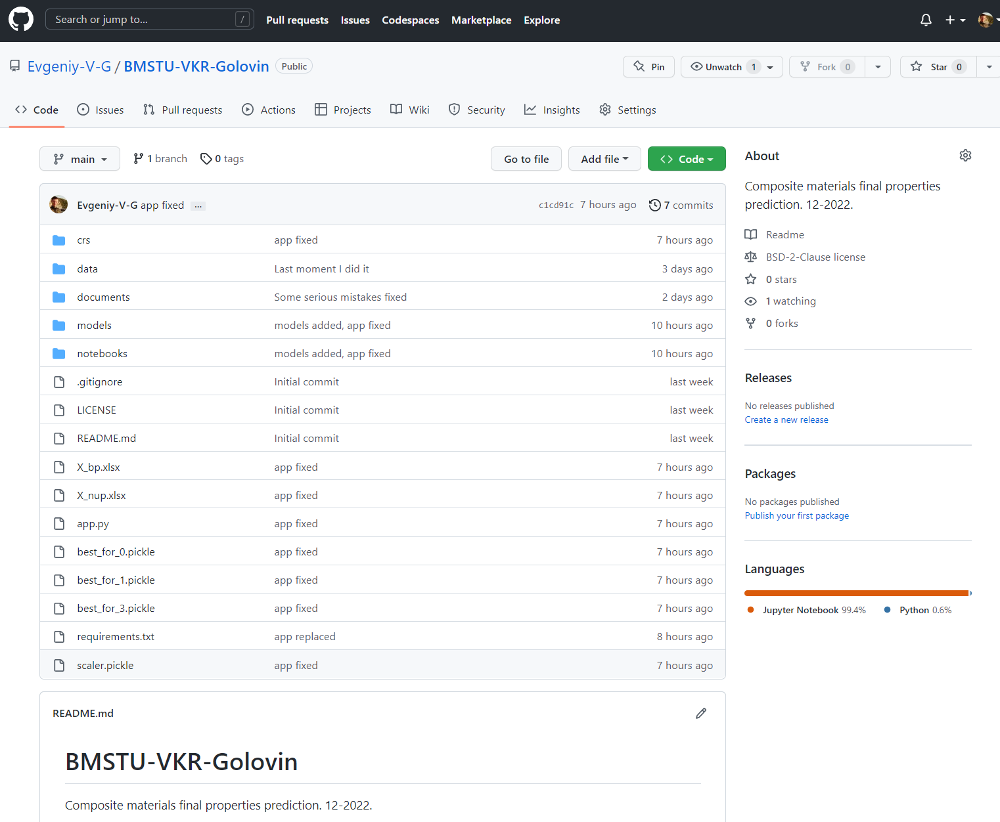 Search or jump to... / Pull requests Issues Codespaces Marketplace Explore
Evgeniy-V-G / BMSTU-VKR-Golovin Public Pin Unwatch 1 Fork 0 Star 0
Code Issues Pull requests Actions Projects Wiki Security Insights Settings
main 1 branch 0 tags Go to file Add file Code
Evgeniy-V-G app fixed ... c1cd91c 7 hours ago 7 commits
crs app fixed 7 hours ago
data Last moment I did it 3 days ago
documents Some serious mistakes fixed 2 days ago
models models added, app fixed 10 hours ago
notebooks models added, app fixed 10 hours ago
.gitignore Initial commit last week
LICENSE Initial commit last week
README.md Initial commit last week
X_bp.xlsx app fixed 7 hours ago
X_nup.xlsx app fixed 7 hours ago
app.py app fixed 7 hours ago
best_for_0.pickle app fixed 7 hours ago
best_for_1.pickle app fixed 7 hours ago
best_for_3.pickle app fixed 7 hours ago
requirements.txt app replaced 8 hours ago
scaler.pickle app fixed 7 hours ago
README.md
BMSTU-VKR-Golovin
Composite materials final properties prediction. 12-2022.
About
Composite materials final properties
prediction. 12-2022.
Readme
BSD-2-Clause license
0 stars
1 watching
0 forks
Releases
No releases published
Create a new release
Packages
No packages published
Publish your first package
Languages
Jupyter Notebook 99.4% Python 0.6%